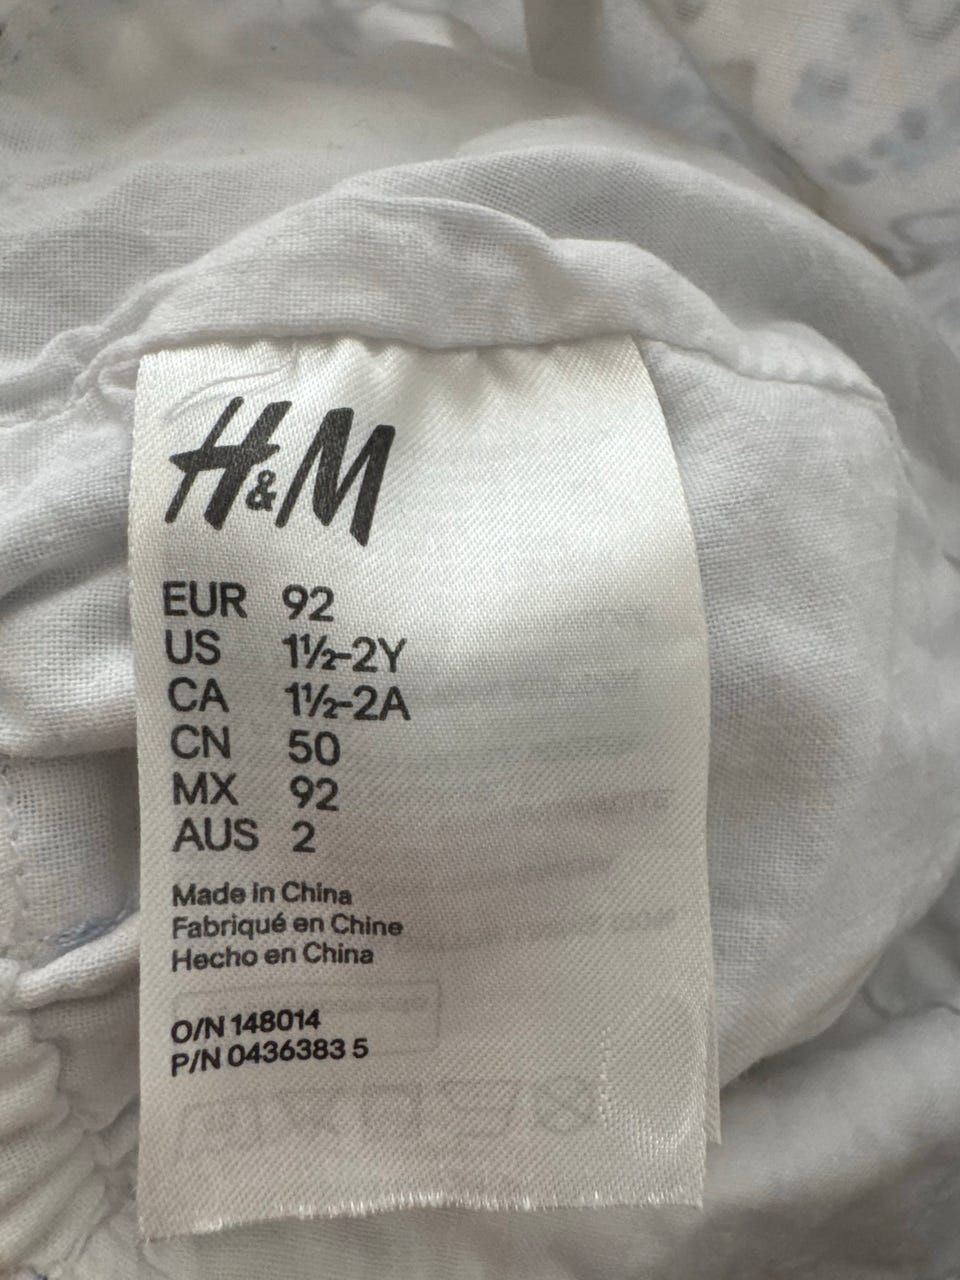 H&M
EUR 92
US 1½-2Y
CA 1½-2A
CN 50
MX 92
AUS 2
Made in China
Fabriqué en Chine
Hecho en China
O/N 148014
P/N 0436383 5